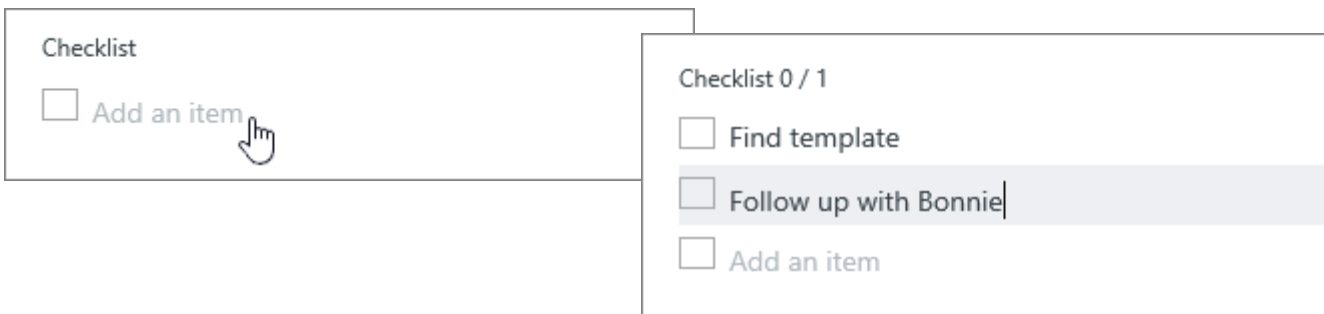 Checklist
Add an item
Checklist 0 / 1
Find template
Follow up with Bonnie
Add an item